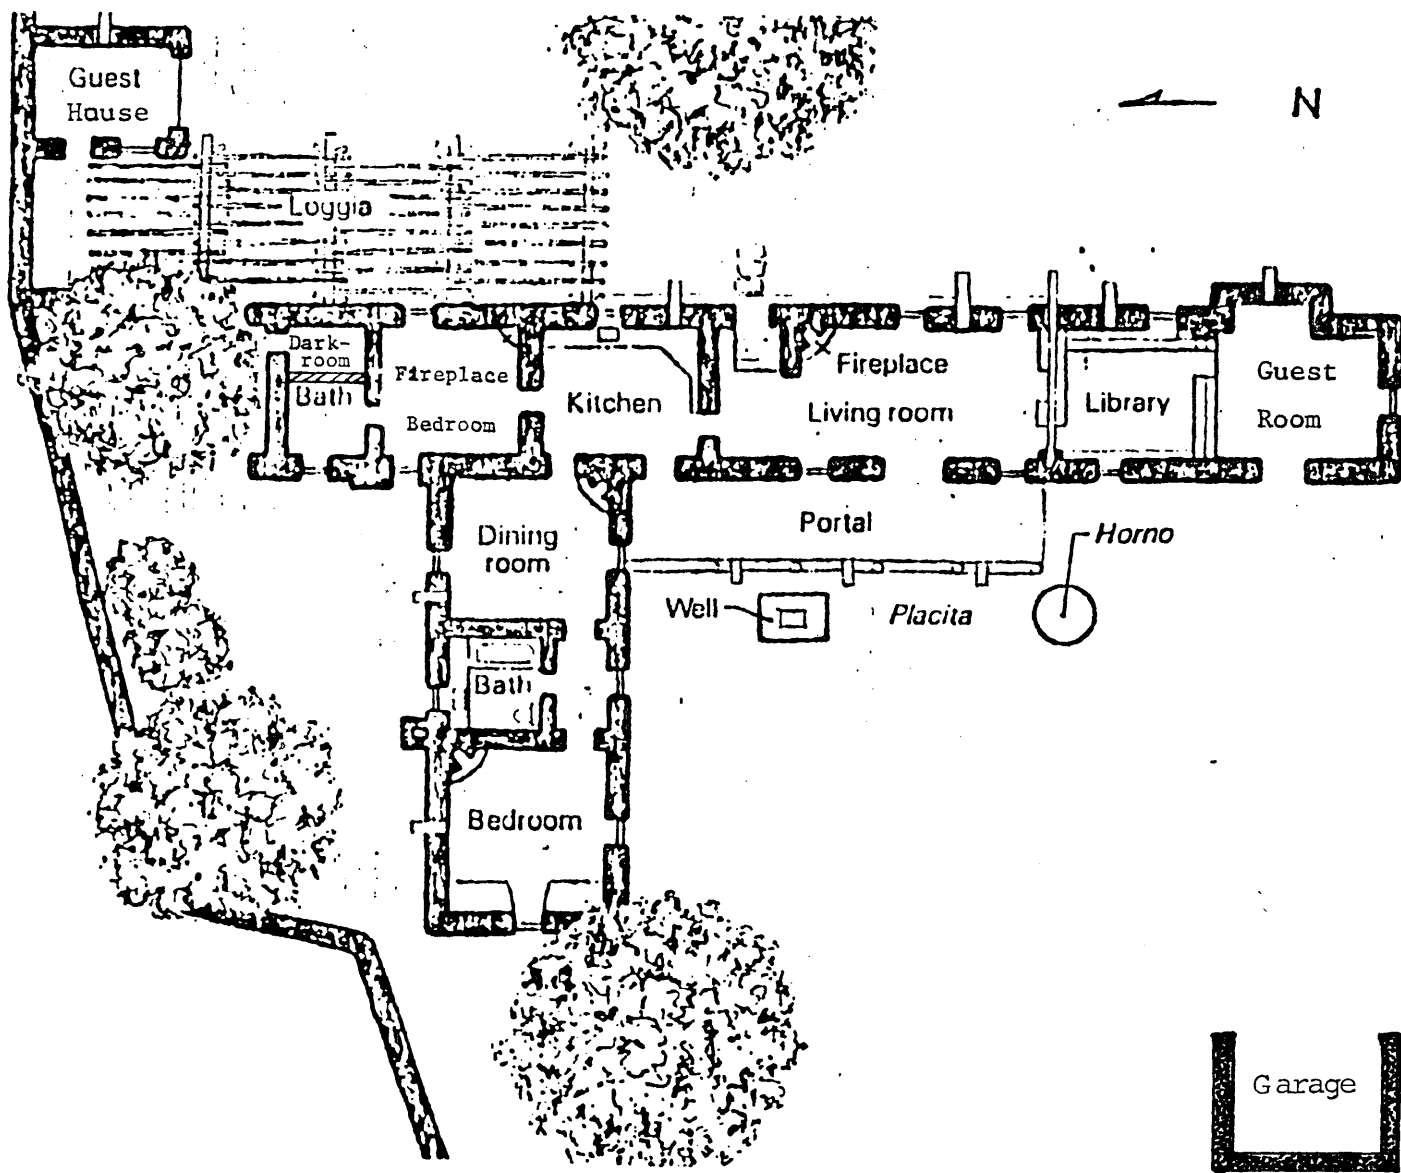 Guest
House
N
Loggia
Dark-
room
Bath
Fireplace
Bedroom
Kitchen
Fireplace
Living room
Library
Guest
Room
Portal
Dining
room
Horno
Well
Placita
Bath
Bedroom
Garage